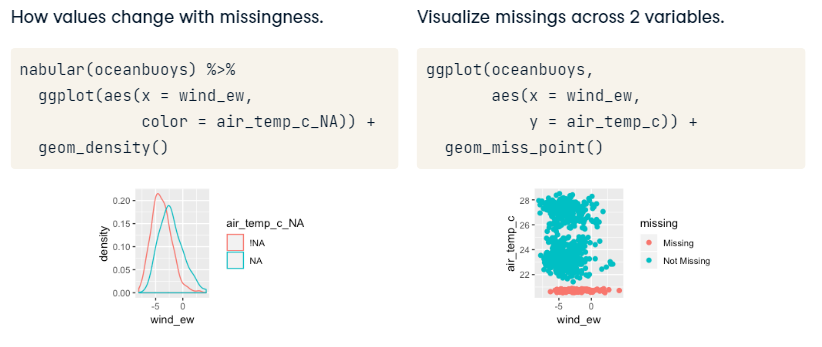 How values change with missingness.
nabular(oceanbuoys) %>%
ggplot(aes(x = wind_ew,
color = air_temp_c_NA)) +
geom_density()
0.20
0.15
0.10
0.05
0.00
density
-5
0
wind_ew
air_temp_c_NA
!NA
NA
Visualize missings across 2 variables.
ggplot(oceanbuoys,
aes(x = wind_ew,
y = air_temp_c)) +
geom_miss_point()
28
26
24
22
air_temp_c
-5
0
wind_ew
missing
Missing
Not Missing